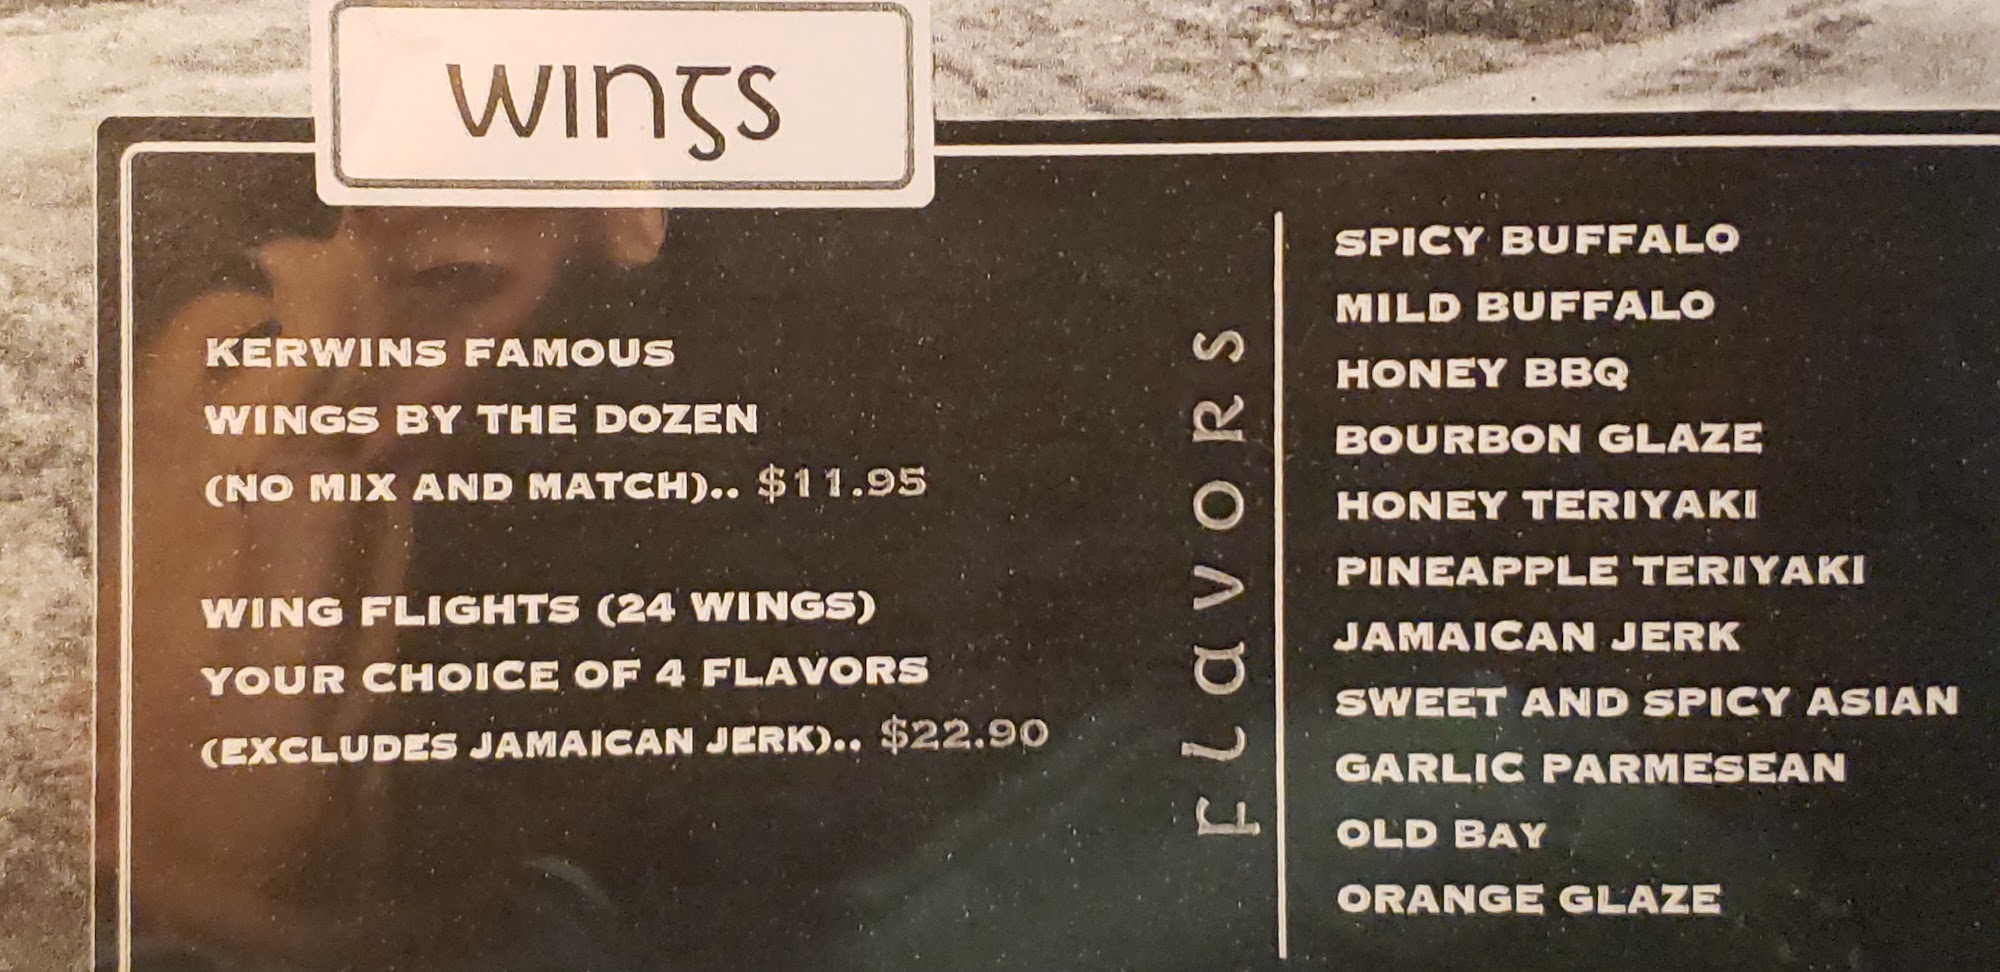 WINGS
KERWINS FAMOUS
WINGS BY THE DOZEN
(NO MIX AND MATCH).. $11.95
WING FLIGHTS (24 WINGS)
YOUR CHOICE OF 4 FLAVORS
(EXCLUDES JAMAICAN JERK).. $22.90
FLavORS
SPICY BUFFALO
MILD BUFFALO
HONEY BBQ
BOURBON GLAZE
HONEY TERIYAKI
PINEAPPLE TERIYAKI
JAMAICAN JERK
SWEET AND SPICY ASIAN
GARLIC PARMESEAN
OLD BAY
ORANGE GLAZE